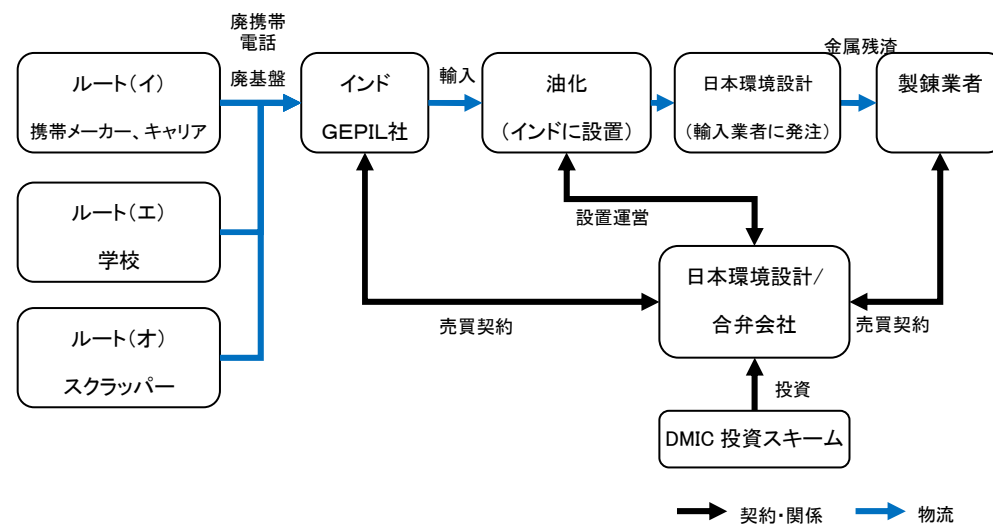 廃携帯
電話
廃基盤
ルート（イ）
携帯メーカー、キャリア
インド
GEPIL社
輸入
油化
（インドに設置）
日本環境設計
（輸入業者に発注）
金属残渣
製錬業者
ルート（エ）
学校
設置運営
日本環境設計/
合弁会社
売買契約
売買契約
ルート（オ）
スクラッパー
投資
DMIC 投資スキーム
契約・関係
物流